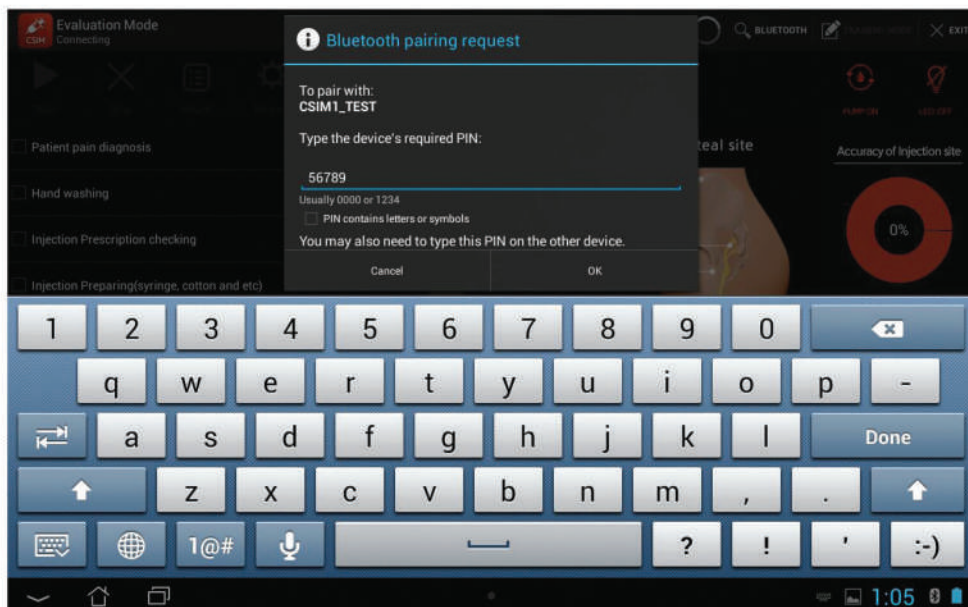 Evaluation Mode
Connecting
CSIM
Bluetooth pairing request
BLUETOOTH
EXIT
To pair with:
CSIM1_TEST
Type the device's required PIN:
56789
Usually 0000 or 1234
PIN contains letters or symbols
You may also need to type this PIN on the other device.
Cancel
OK
PUMP ON
LED OFF
Patient pain diagnosis
Hand washing
Injection Prescription checking
Injection Preparing(syringe, cotton and etc)
teal site
Accuracy of Injection site
0%
1 2 3 4 5 6 7 8 9 0
q w e r t y u i o p -
a s d f g h j k l Done
z x c v b n m , .
1@# ? ! ' :-)
1:05